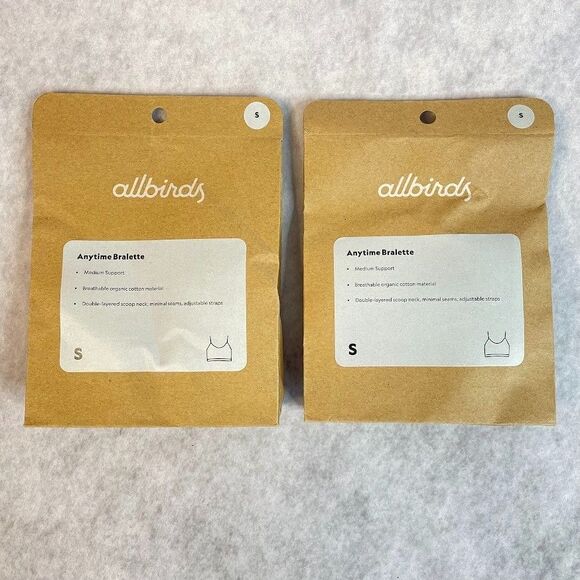 S
allbirds
Anytime Bralette
• Medium Support
• Breathable organic cotton material
• Double-layered scoop neck, minimal seams, adjustable straps
S
S
allbirds
Anytime Bralette
• Medium Support
• Breathable organic cotton material
• Double-layered scoop neck, minimal seams, adjustable straps
S